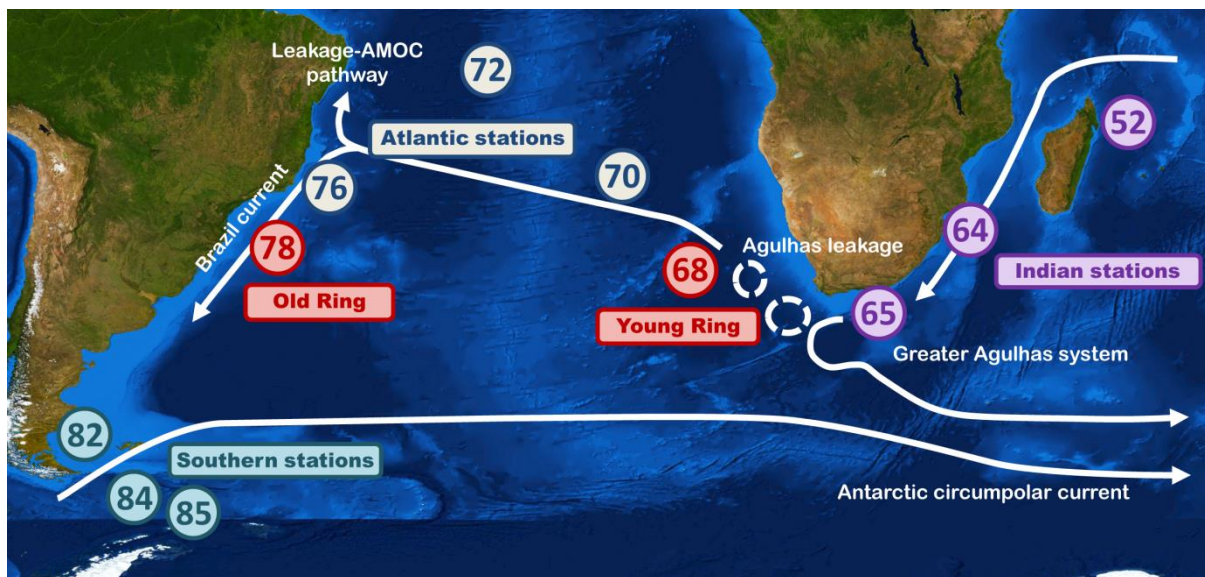 Leakage-AMOC
pathway
72
52
Atlantic stations
76
70
Brazil current
78
64
Agulhas leakage
68
Indian stations
Old Ring
Young Ring
65
Greater Agulhas system
82
Southern stations
84
85
Antarctic circumpolar current